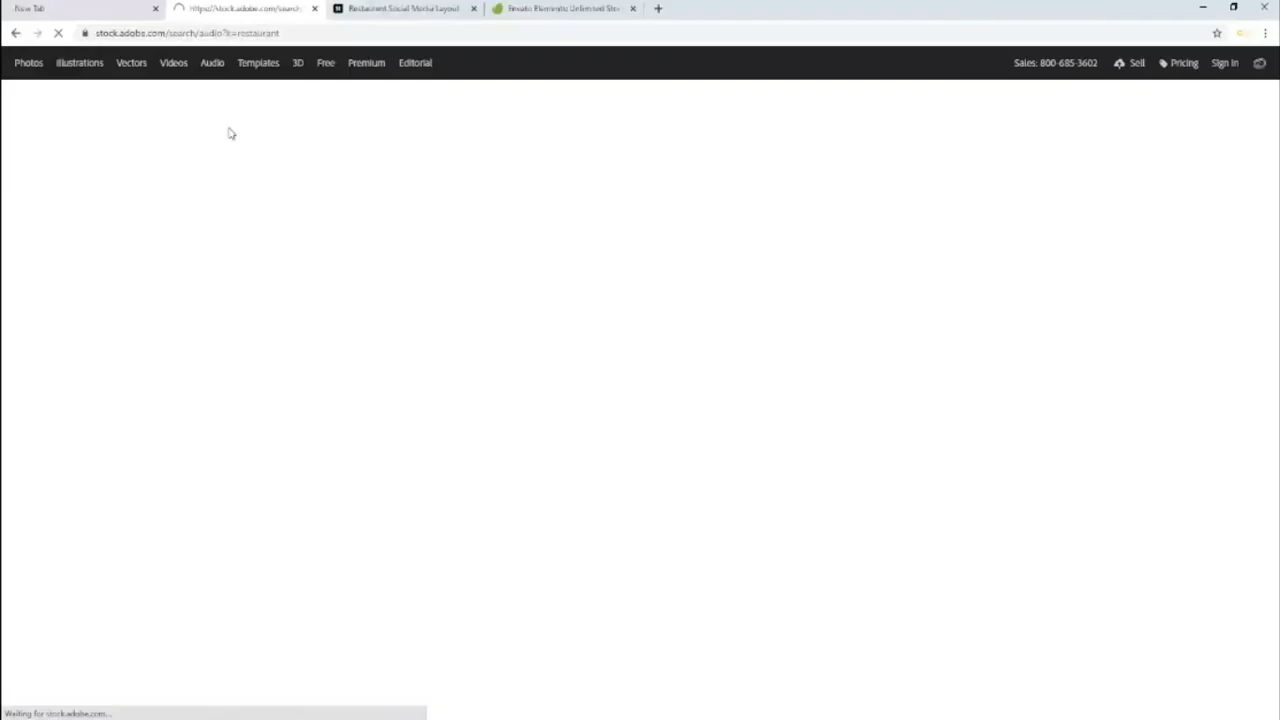 New Tab
https://stock.adobe.com/search
Restaurant Social Media Layout
Envato Elements: Unlimited Sto
stock.adobe.com/search/audio?k=restaurant
Photos Illustrations Vectors Videos Audio Templates 3D Free Premium Editorial
Sales: 800-685-3602 Sell Pricing Sign In
Waiting for stock.adobe.com...